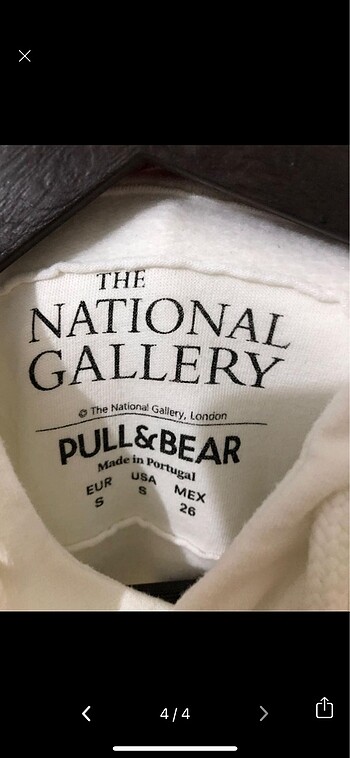 THE
NATIONAL
GALLERY
© The National Gallery, London
PULL&BEAR
Made in Portugal
EUR USA MEX
S S 26
4/4